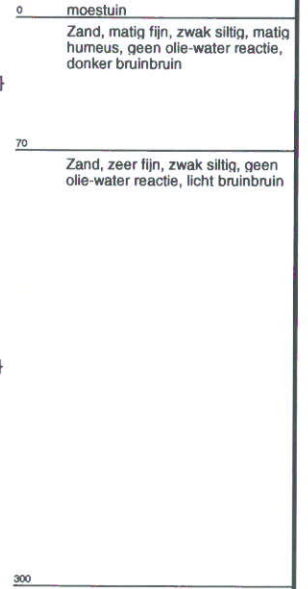 0 moestuin
Zand, matig fijn, zwak siltig, matig
humeus, geen olie-water reactie,
donker bruinbruin
70
Zand, zeer fijn, zwak siltig, geen
olie-water reactie, licht bruinbruin
300